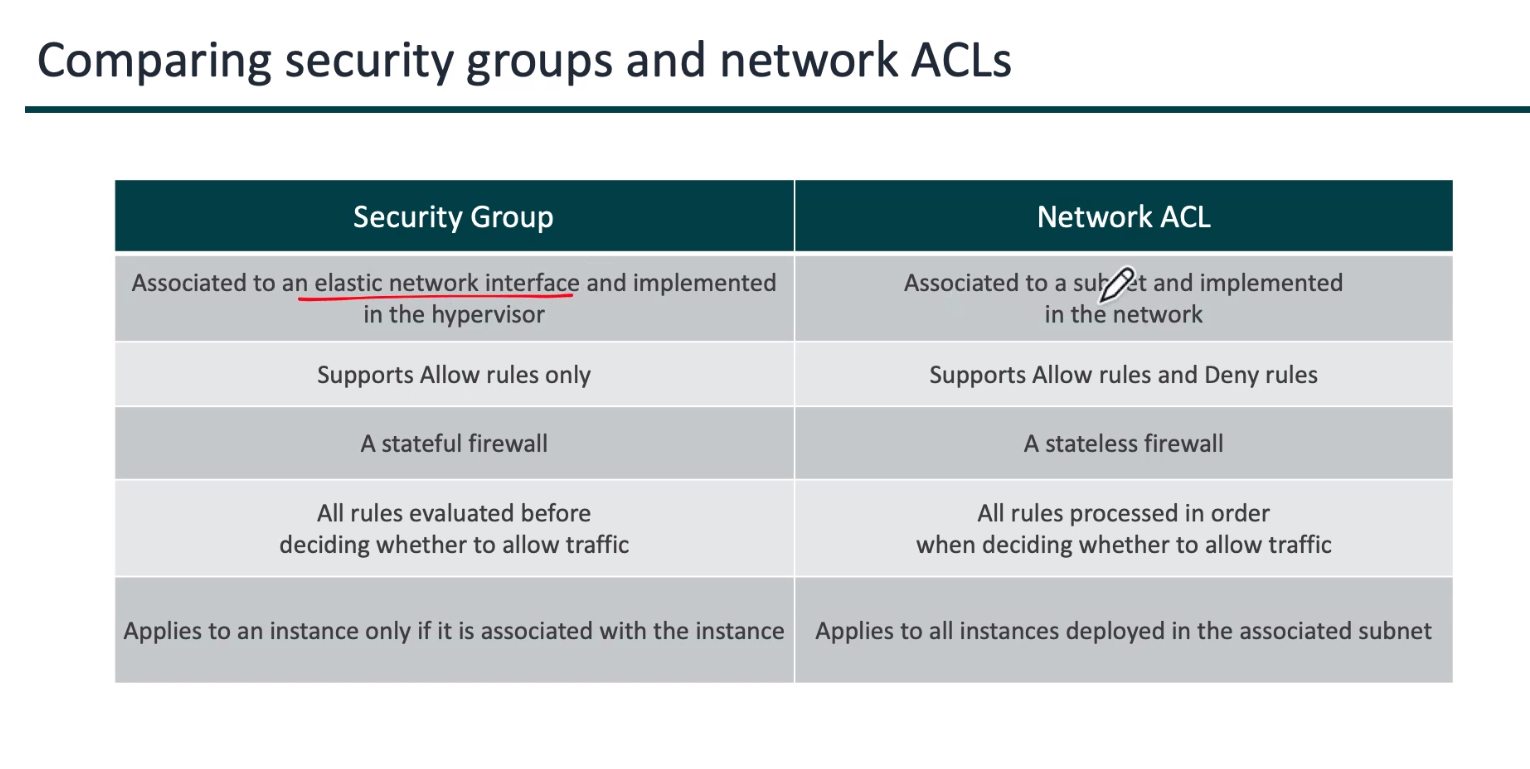 Comparing security groups and network ACLs
Security Group
Network ACL
Associated to an elastic network interface and implemented
in the hypervisor
Associated to a subnet and implemented
in the network
Supports Allow rules only
Supports Allow rules and Deny rules
A stateful firewall
A stateless firewall
All rules evaluated before
deciding whether to allow traffic
All rules processed in order
when deciding whether to allow traffic
Applies to an instance only if it is associated with the instance
Applies to all instances deployed in the associated subnet